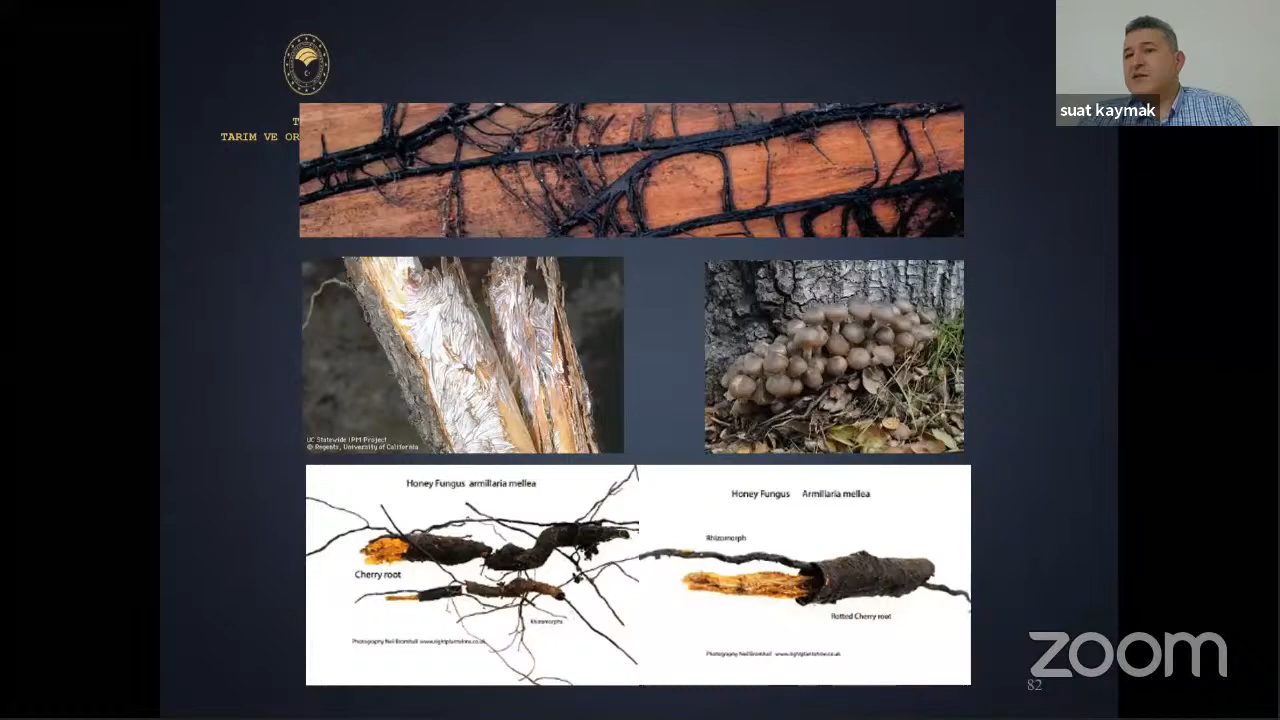 suat kaymak
T
TARIM VE OR
UC Statewide IPM Project
© Regents, University of California
Honey Fungus armillaria mellea
Cherry root
Rhizomorphs
Photography Neil Bromhall www.rightplants4me.co.uk
Honey Fungus Armillaria mellea
Rhizomorph
Rotted Cherry root
Photography Neil Bromhall www.rightplants4me.co.uk
zoom
82